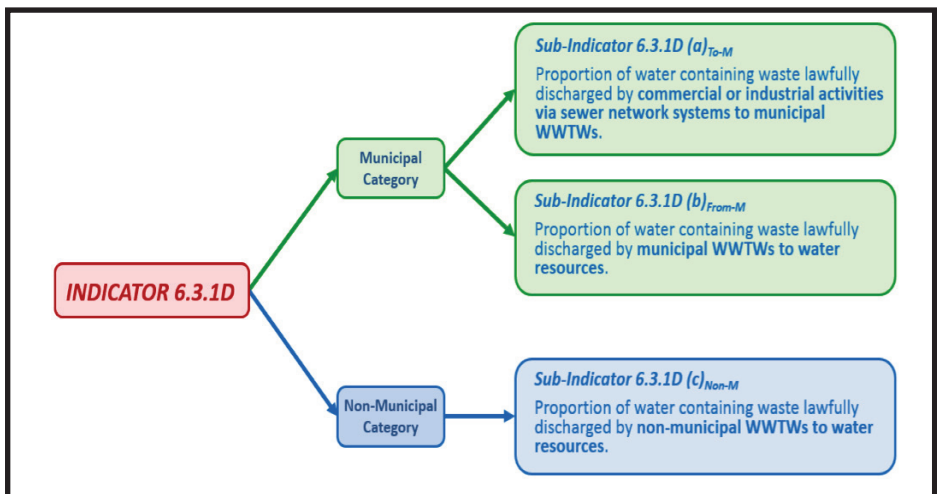 Sub-Indicator 6.3.1D (a)To-M
Proportion of water containing waste lawfully
discharged by commercial or industrial activities
via sewer network systems to municipal
WWTWs.
Municipal
Category
Sub-Indicator 6.3.1D (b)From-M
Proportion of water containing waste lawfully
discharged by municipal WWTWs to water
resources.
INDICATOR 6.3.1D
Sub-Indicator 6.3.1D (c)Non-M
Proportion of water containing waste lawfully
discharged by non-municipal WWTWs to water
resources.
Non-Municipal
Category